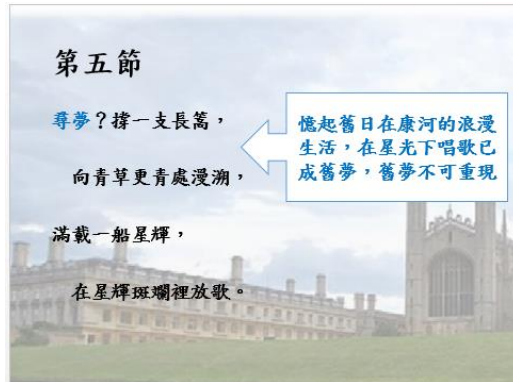 第五節
尋夢?撐一支長篙,
向青草更青處漫溯,
滿載一船星輝,
在星輝斑斕裡放歌。
憶起舊日在康河的浪漫
生活,在星光下唱歌已
成舊夢,舊夢不可重現